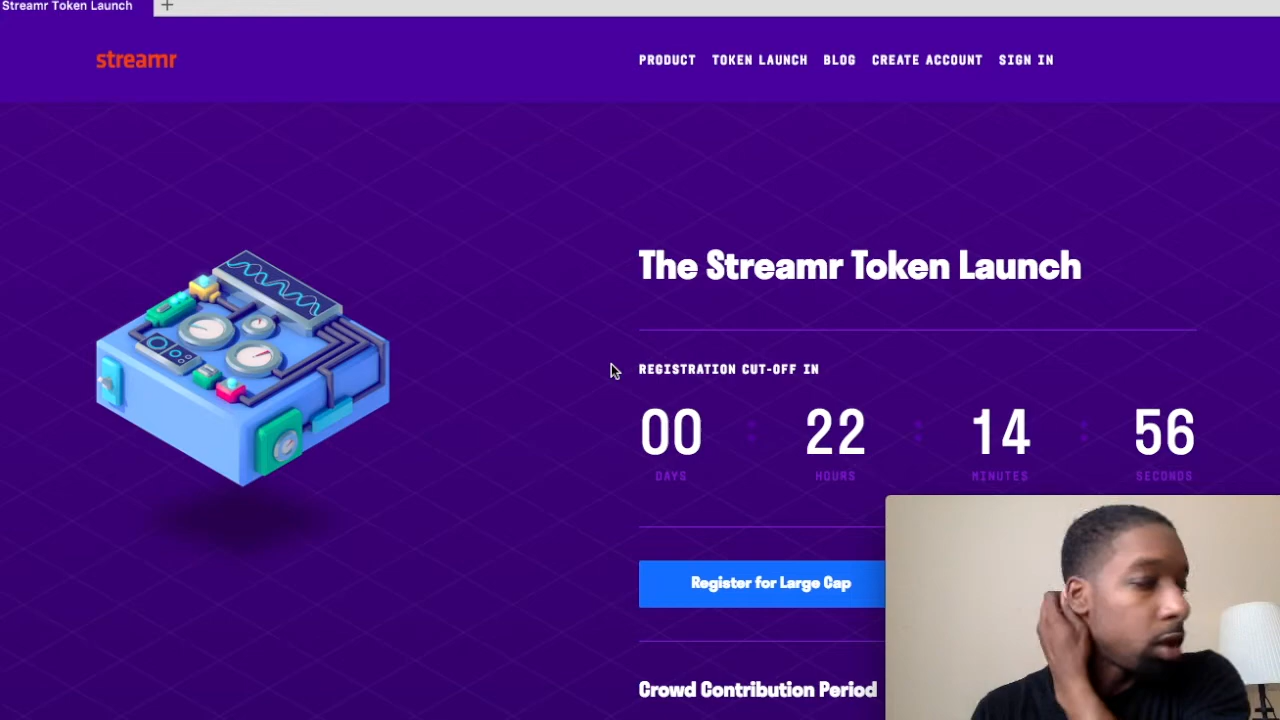 Streamr Token Launch
+
streamr
PRODUCT TOKEN LAUNCH BLOG CREATE ACCOUNT SIGN IN
The Streamr Token Launch
REGISTRATION CUT-OFF IN
00 : 22 : 14 : 56
DAYS HOURS MINUTES SECONDS
Register for Large Cap
Crowd Contribution Period